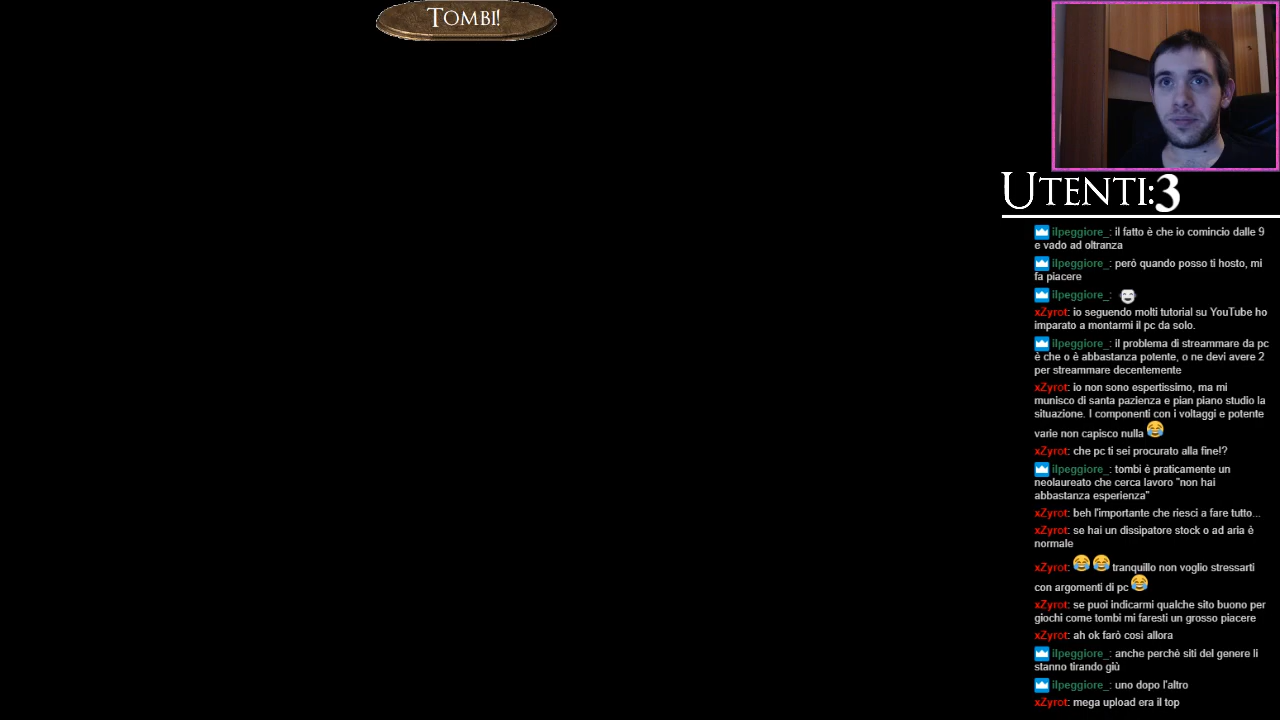 Tombi!
Utenti:3
ilpeggiore_: il fatto è che io comincio dalle 9
e vado ad oltranza
ilpeggiore_: peró quando posso ti hosto, mi
fa piacere
ilpeggiore_:
xZyrot: io seguendo molti tutorial su YouTube ho
imparato a montarmi il pc da solo.
ilpeggiore_: il problema di streammare da pc
è che o è abbastanza potente, o ne devi avere 2
per streammare decentemente
xZyrot: io non sono espertissimo, ma mi
munisco di santa pazienza e pian piano studio la
situazione. I componenti con i voltaggi e potente
varie non capisco nulla 😂
xZyrot: che pc ti sei procurato alla fine!?
ilpeggiore_: tombi è praticamente un
neolaureato che cerca lavoro "non hai
abbastanza esperienza"
xZyrot: beh l'importante che riesci a fare tutto...
xZyrot: se hai un dissipatore stock o ad aria è
normale
xZyrot: 😂😂 tranquillo non voglio stressarti
con argomenti di pc 😂
xZyrot: se puoi indicarmi qualche sito buono per
giochi come tombi mi faresti un grosso piacere
xZyrot: ah ok farò così allora
ilpeggiore_: anche perchè siti del genere li
stanno tirando giù
ilpeggiore_: uno dopo l'altro
xZyrot: mega upload era il top